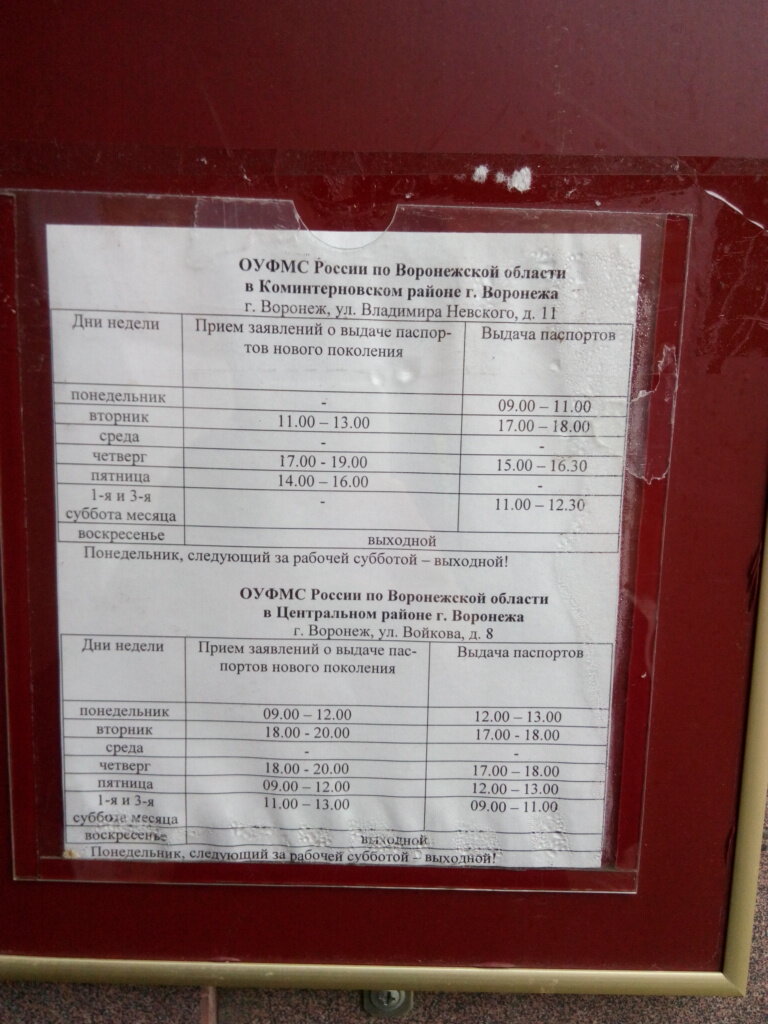 ОУФМС России по Воронежской области
в Коминтерновском районе г. Воронежа
г. Воронеж, ул. Владимира Невского, д. 11
Дни недели Прием заявлений о выдаче паспор- Выдача паспортов
тов нового поколения
понедельник - 09.00 – 11.00
вторник 11.00 – 13.00 17.00 – 18.00
среда - -
четверг 17.00 - 19.00 15.00 – 16.30
пятница 14.00 – 16.00 -
1-я и 3-я - 11.00 – 12.30
суббота месяца
воскресенье выходной
Понедельник, следующий за рабочей субботой – выходной!
ОУФМС России по Воронежской области
в Центральном районе г. Воронежа
г. Воронеж, ул. Войкова, д. 8
Дни недели Прием заявлений о выдаче пас- Выдача паспортов
портов нового поколения
понедельник 09.00 – 12.00 12.00 – 13.00
вторник 18.00 - 20.00 17.00 - 18.00
среда - -
четверг 18.00 - 20.00 17.00 – 18.00
пятница 09.00 – 12.00 12.00 – 13.00
1-я и 3-я 11.00 – 13.00 09.00 – 11.00
суббота месяца
воскресенье выходной
Понедельник, следующий за рабочей субботой – выходной!